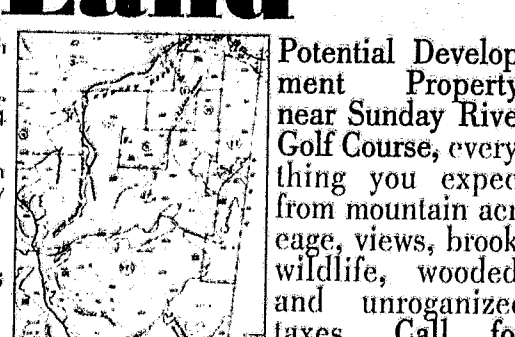 Land
Potential Develop
ment Property
near Sunday Rive
Golf Course, every
thing you expec
from mountain acr
eage, views, brook
wildlife, wooded
and unroganized
taxes. Call fo